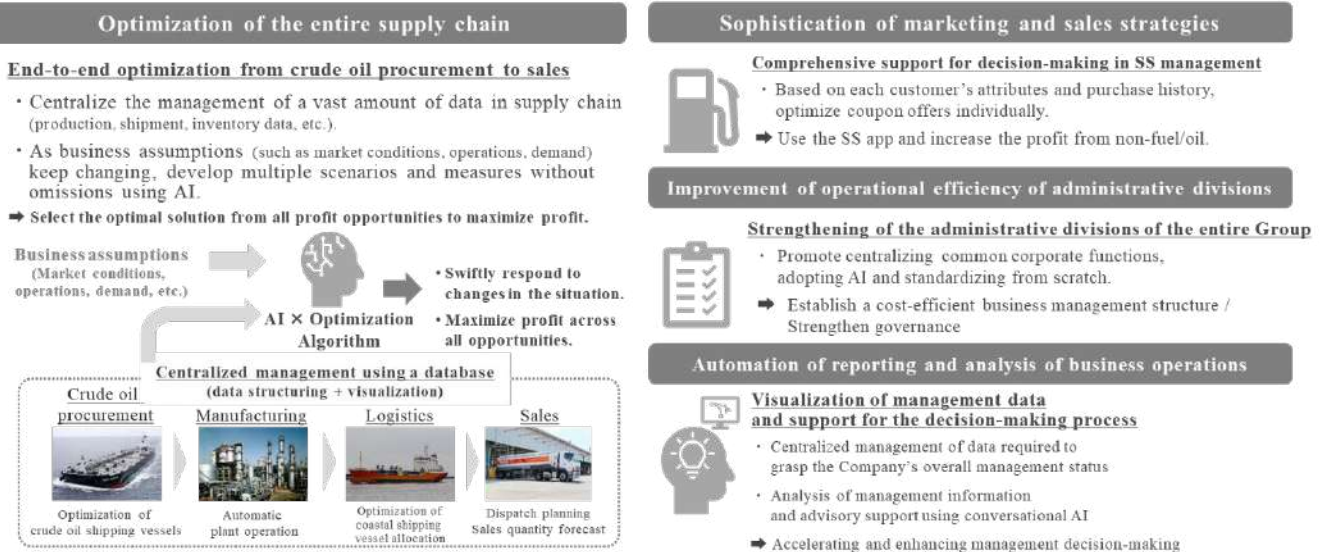 Optimization of the entire supply chain
End-to-end optimization from crude oil procurement to sales
・Centralize the management of a vast amount of data in supply chain
(production, shipment, inventory data, etc.).
・As business assumptions (such as market conditions, operations, demand)
keep changing, develop multiple scenarios and measures without
omissions using AI.
➡ Select the optimal solution from all profit opportunities to maximize profit.
Business assumptions
(Market conditions,
operations, demand, etc.)
AI × Optimization
Algorithm
・Swiftly respond to
changes in the situation.
・Maximize profit across
all opportunities.
Centralized management using a database
(data structuring + visualization)
Crude oil
procurement
Manufacturing
Logistics
Sales
Optimization of
crude oil shipping vessels
Automatic
plant operation
Optimization of
coastal shipping
vessel allocation
Dispatch planning
Sales quantity forecast
Sophistication of marketing and sales strategies
Comprehensive support for decision-making in SS management
・Based on each customer's attributes and purchase history,
optimize coupon offers individually.
➡ Use the SS app and increase the profit from non-fuel/oil.
Improvement of operational efficiency of administrative divisions
Strengthening of the administrative divisions of the entire Group
・Promote centralizing common corporate functions,
adopting AI and standardizing from scratch.
➡ Establish a cost-efficient business management structure /
Strengthen governance
Automation of reporting and analysis of business operations
Visualization of management data
and support for the decision-making process
・Centralized management of data required to
grasp the Company's overall management status
・Analysis of management information
and advisory support using conversational AI
➡ Accelerating and enhancing management decision-making